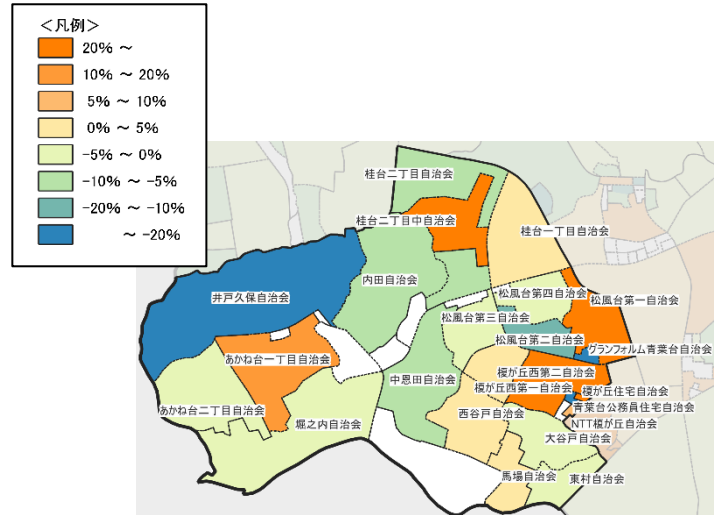 ＜凡例＞
20% ～
10% ～ 20%
5% ～ 10%
0% ～ 5%
-5% ～ 0%
-10% ～ -5%
-20% ～ -10%
～ -20%
桂台二丁目自治会
桂台二丁目中自治会
桂台一丁目自治会
内田自治会
井戸久保自治会
松風台第四自治会
松風台第一自治会
松風台第三自治会
松風台第二自治会
グランフォルム青葉台自治会
あかね台一丁目自治会
中恩田自治会
榎が丘西第二自治会
榎が丘西第一自治会
榎が丘住宅自治会
青葉台公務員住宅自治会
あかね台二丁目自治会
西谷戸自治会
堀之内自治会
NTT榎が丘自治会
大谷戸自治会
馬場自治会
東村自治会